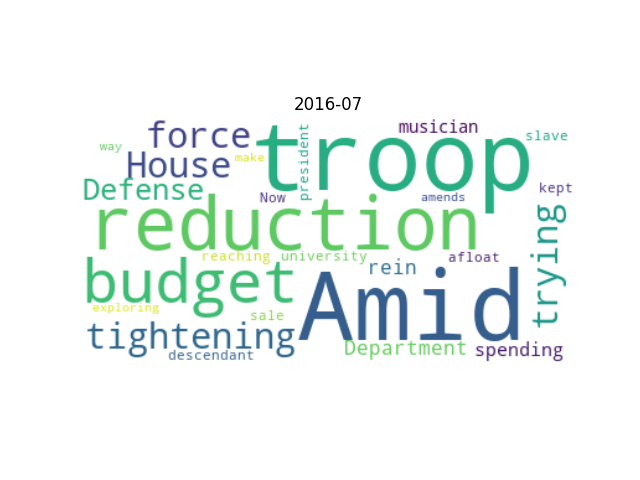 2016-07
troop
force
musician
slave
way
make
president
House
Defense
Now
amends
kept
reduction
trying
reaching
university
afloat
rein
budget
Amid
exploring
sale
tightening
Department
spending
descendant